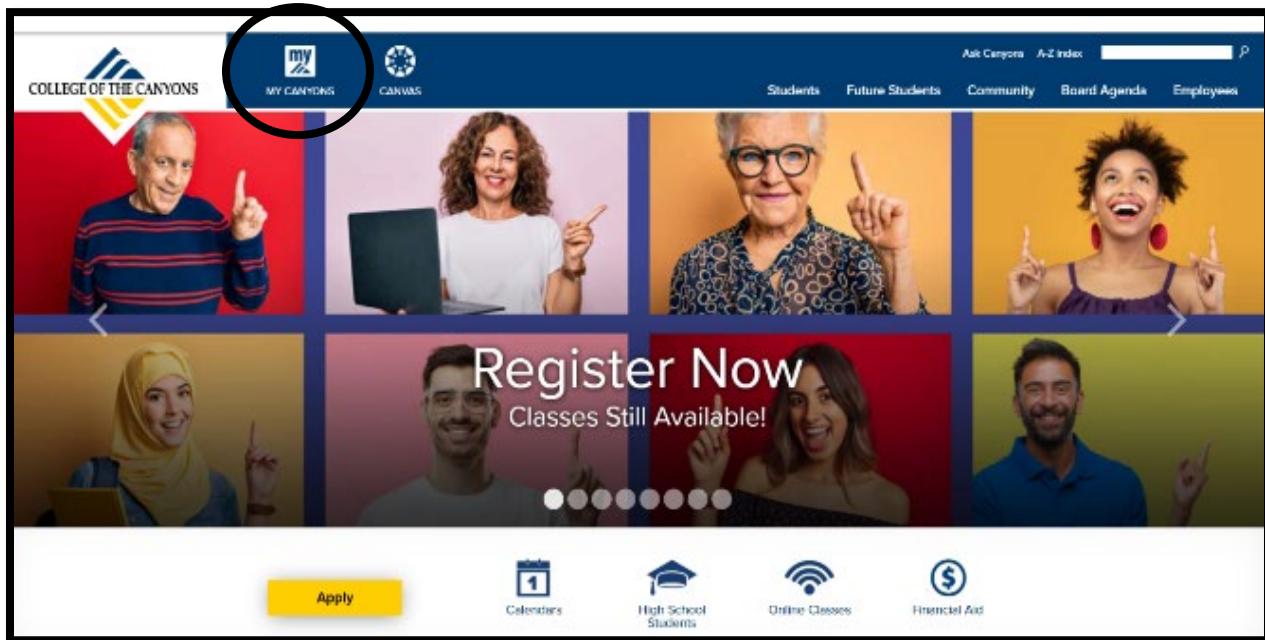 my
MY CANYONS
CANVAS
COLLEGE OF THE CANYONS
Ask Canyons A-Z Index
Students Future Students Community Board Agenda Employees
Register Now
Classes Still Available!
Apply
1
Calendars
High School
Students
Online Classes
$
Financial Aid